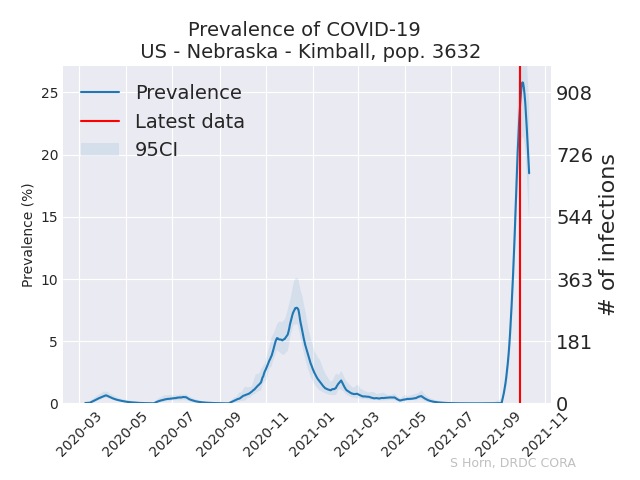 Prevalence of COVID-19
US - Nebraska - Kimball, pop. 3632
Prevalence
Latest data
95CI
Prevalence (%)
25
20
15
10
5
0
908
726
544
363
181
0
# of infections
2020-03
2020-05
2020-07
2020-09
2020-11
2021-01
2021-03
2021-05
2021-07
2021-09
2021-11
S Horn, DRDC CORA